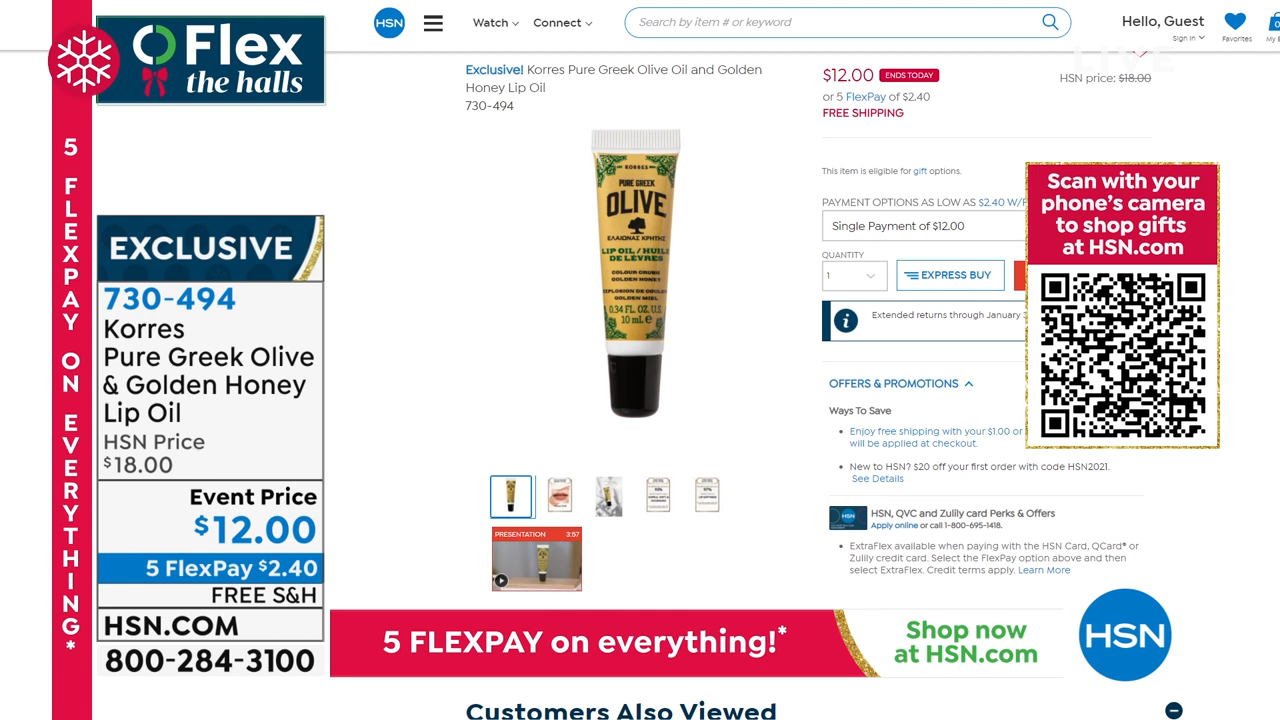 Flex
the halls
5 FLEXPAY ON EVERYTHING*
EXCLUSIVE
730-494
Korres
Pure Greek Olive
& Golden Honey
Lip Oil
HSN Price
$18.00
Event Price
$12.00
5 FlexPay $2.40
FREE S&H
HSN.COM
800-284-3100
HSN
Watch
Connect
Search by item # or keyword
Hello, Guest
Sign In
Favorites
0
LIVE
Exclusive! Korres Pure Greek Olive Oil and Golden
Honey Lip Oil
730-494
KORRES
PURE GREEK
OLIVE
ΕΛΑΙΩΝΑΣ ΚΡΗΤΗΣ
LIP OIL / HUILE
DE LÈVRES
COLOUR CRUSH
GOLDEN HONEY
GOLDEN MIEL
0.34 FL. OZ. U.S.
10 mL e
PRESENTATION 3:57
$12.00 ENDS TODAY
HSN price: $18.00
or 5 FlexPay of $2.40
FREE SHIPPING
This item is eligible for gift options.
PAYMENT OPTIONS AS LOW AS $2.40 W/F
Single Payment of $12.00
QUANTITY
1
EXPRESS BUY
Extended returns through January 3
OFFERS & PROMOTIONS
Ways To Save
Enjoy free shipping with your $1.00 or
will be applied at checkout.
New to HSN? $20 off your first order with code HSN2021.
See Details
HSN, QVC and Zulily card Perks & Offers
Apply online or call 1-800-695-1418.
ExtraFlex available when paying with the HSN Card, QCard® or
Zulily credit card. Select the FlexPay option above and then
select ExtraFlex. Credit terms apply. Learn More
Scan with your
phone's camera
to shop gifts
at HSN.com
5 FLEXPAY on everything!*
Shop now
at HSN.com
HSN
Customers Also Viewed